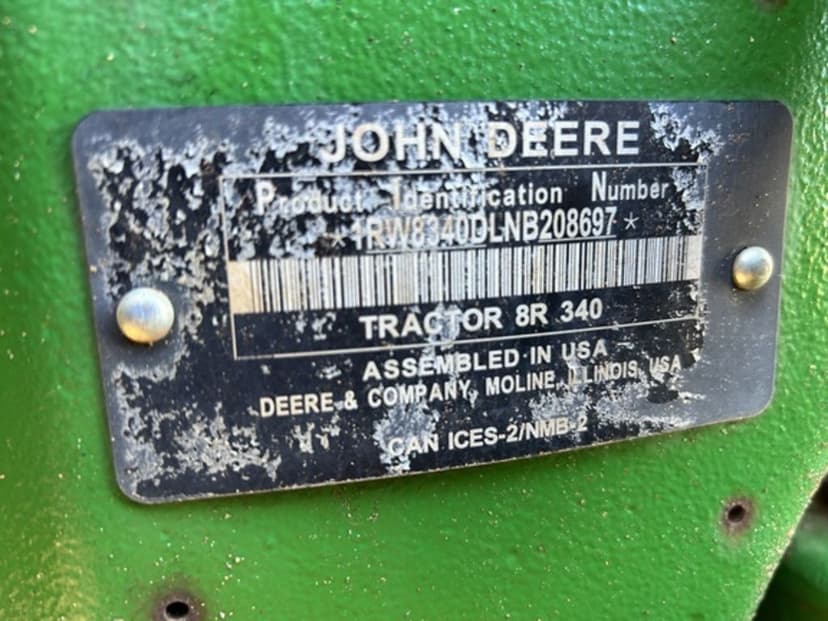 JOHN DEERE
Product Identification Number
*1RW8340DLNB208697*
TRACTOR 8R 340
ASSEMBLED IN USA
DEERE & COMPANY, MOLINE, ILLINOIS, USA
CAN ICES-2/NMB-2